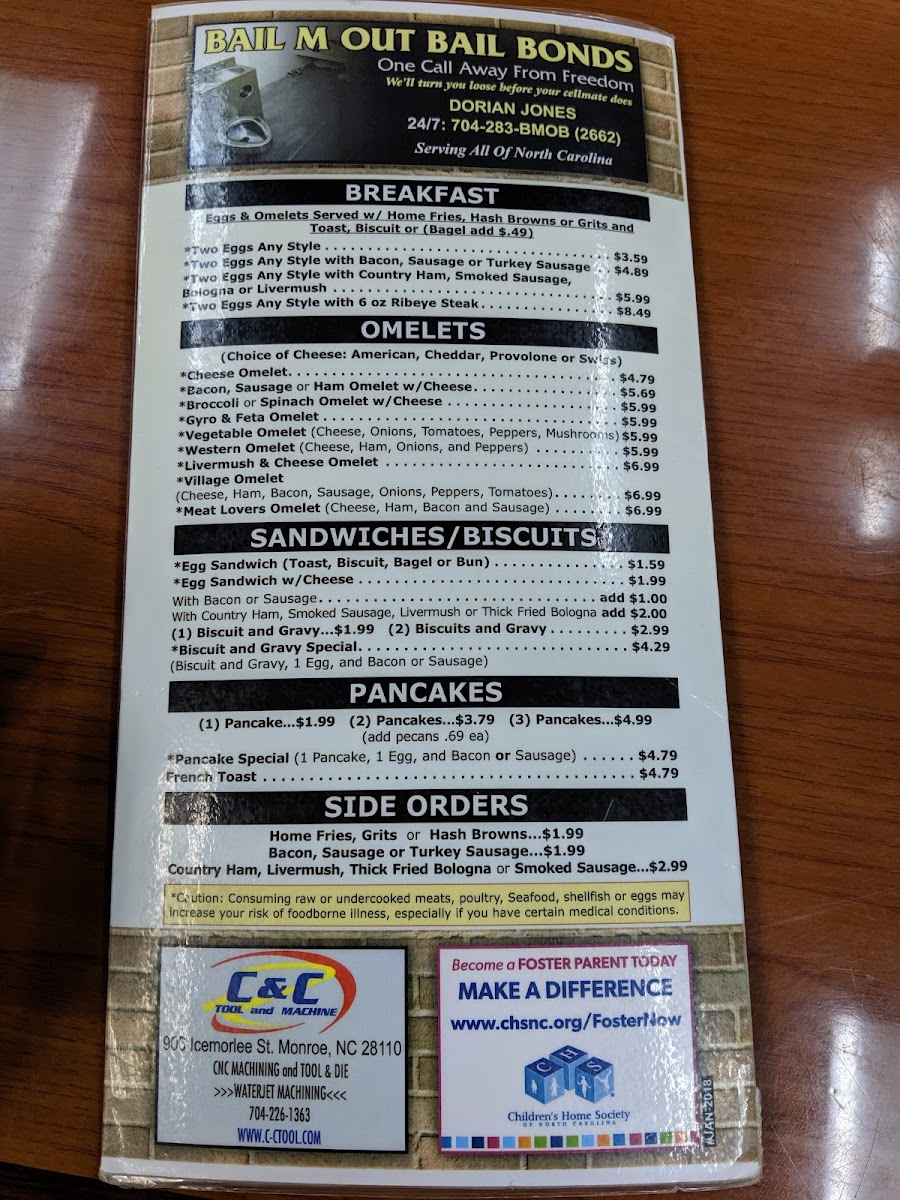 BAIL M OUT BAIL BONDS
One Call Away From Freedom
We'll turn you loose before your cellmate does
DORIAN JONES
24/7: 704-283-BMOB (2662)
Serving All Of North Carolina
BREAKFAST
Eggs & Omelets Served w/ Home Fries, Hash Browns or Grits and
Toast, Biscuit or (Bagel add $.49)
*Two Eggs Any Style . . . . . . . . . . . . . . . . . . . . . . . . . . . . . . . . . . . $3.59
*Two Eggs Any Style with Bacon, Sausage or Turkey Sausage . . $4.89
*Two Eggs Any Style with Country Ham, Smoked Sausage,
Bologna or Livermush . . . . . . . . . . . . . . . . . . . . . . . . . . . . . . . . . . $5.99
*Two Eggs Any Style with 6 oz Ribeye Steak. . . . . . . . . . . . . . . . $8.49
OMELETS
(Choice of Cheese: American, Cheddar, Provolone or Swiss)
*Cheese Omelet. . . . . . . . . . . . . . . . . . . . . . . . . . . . . . . . . . . . . . . $4.79
*Bacon, Sausage or Ham Omelet w/Cheese. . . . . . . . . . . . . . . . . $5.69
*Broccoli or Spinach Omelet w/Cheese . . . . . . . . . . . . . . . . . . . . $5.99
*Gyro & Feta Omelet . . . . . . . . . . . . . . . . . . . . . . . . . . . . . . . . . . . $5.99
*Vegetable Omelet (Cheese, Onions, Tomatoes, Peppers, Mushrooms) $5.99
*Western Omelet (Cheese, Ham, Onions, and Peppers) . . . . . . . . . . $5.99
*Livermush & Cheese Omelet . . . . . . . . . . . . . . . . . . . . . . . . . . . . $6.99
*Village Omelet
(Cheese, Ham, Bacon, Sausage, Onions, Peppers, Tomatoes). . . . . . . . $6.99
*Meat Lovers Omelet (Cheese, Ham, Bacon and Sausage) . . . . . . . . $6.99
SANDWICHES/BISCUITS
*Egg Sandwich (Toast, Biscuit, Bagel or Bun) . . . . . . . . . . . . . . . $1.59
*Egg Sandwich w/Cheese . . . . . . . . . . . . . . . . . . . . . . . . . . . . . . . $1.99
With Bacon or Sausage. . . . . . . . . . . . . . . . . . . . . . . . . . . . . . . . add $1.00
With Country Ham, Smoked Sausage, Livermush or Thick Fried Bologna add $2.00
(1) Biscuit and Gravy...$1.99 (2) Biscuits and Gravy . . . . . . . . . $2.99
*Biscuit and Gravy Special. . . . . . . . . . . . . . . . . . . . . . . . . . . . . . . $4.29
(Biscuit and Gravy, 1 Egg, and Bacon or Sausage)
PANCAKES
(1) Pancake...$1.99 (2) Pancakes...$3.79 (3) Pancakes...$4.99
(add pecans .69 ea)
*Pancake Special (1 Pancake, 1 Egg, and Bacon or Sausage) . . . . . . $4.79
French Toast . . . . . . . . . . . . . . . . . . . . . . . . . . . . . . . . . . . . . . . . . $4.79
SIDE ORDERS
Home Fries, Grits or Hash Browns...$1.99
Bacon, Sausage or Turkey Sausage...$1.99
Country Ham, Livermush, Thick Fried Bologna or Smoked Sausage...$2.99
*Caution: Consuming raw or undercooked meats, poultry, Seafood, shellfish or eggs may
increase your risk of foodborne illness, especially if you have certain medical conditions.
C&C
TOOL and MACHINE
Icemorlee St. Monroe, NC 28110
CNC MACHINING and TOOL & DIE
>>>WATERJET MACHINING<<<
704-226-1363
WWW.C-CTOOL.COM
Become a FOSTER PARENT TODAY
MAKE A DIFFERENCE
www.chsnc.org/FosterNow
C H S
Children's Home Society
OF NORTH CAROLINA
#JAN-2018